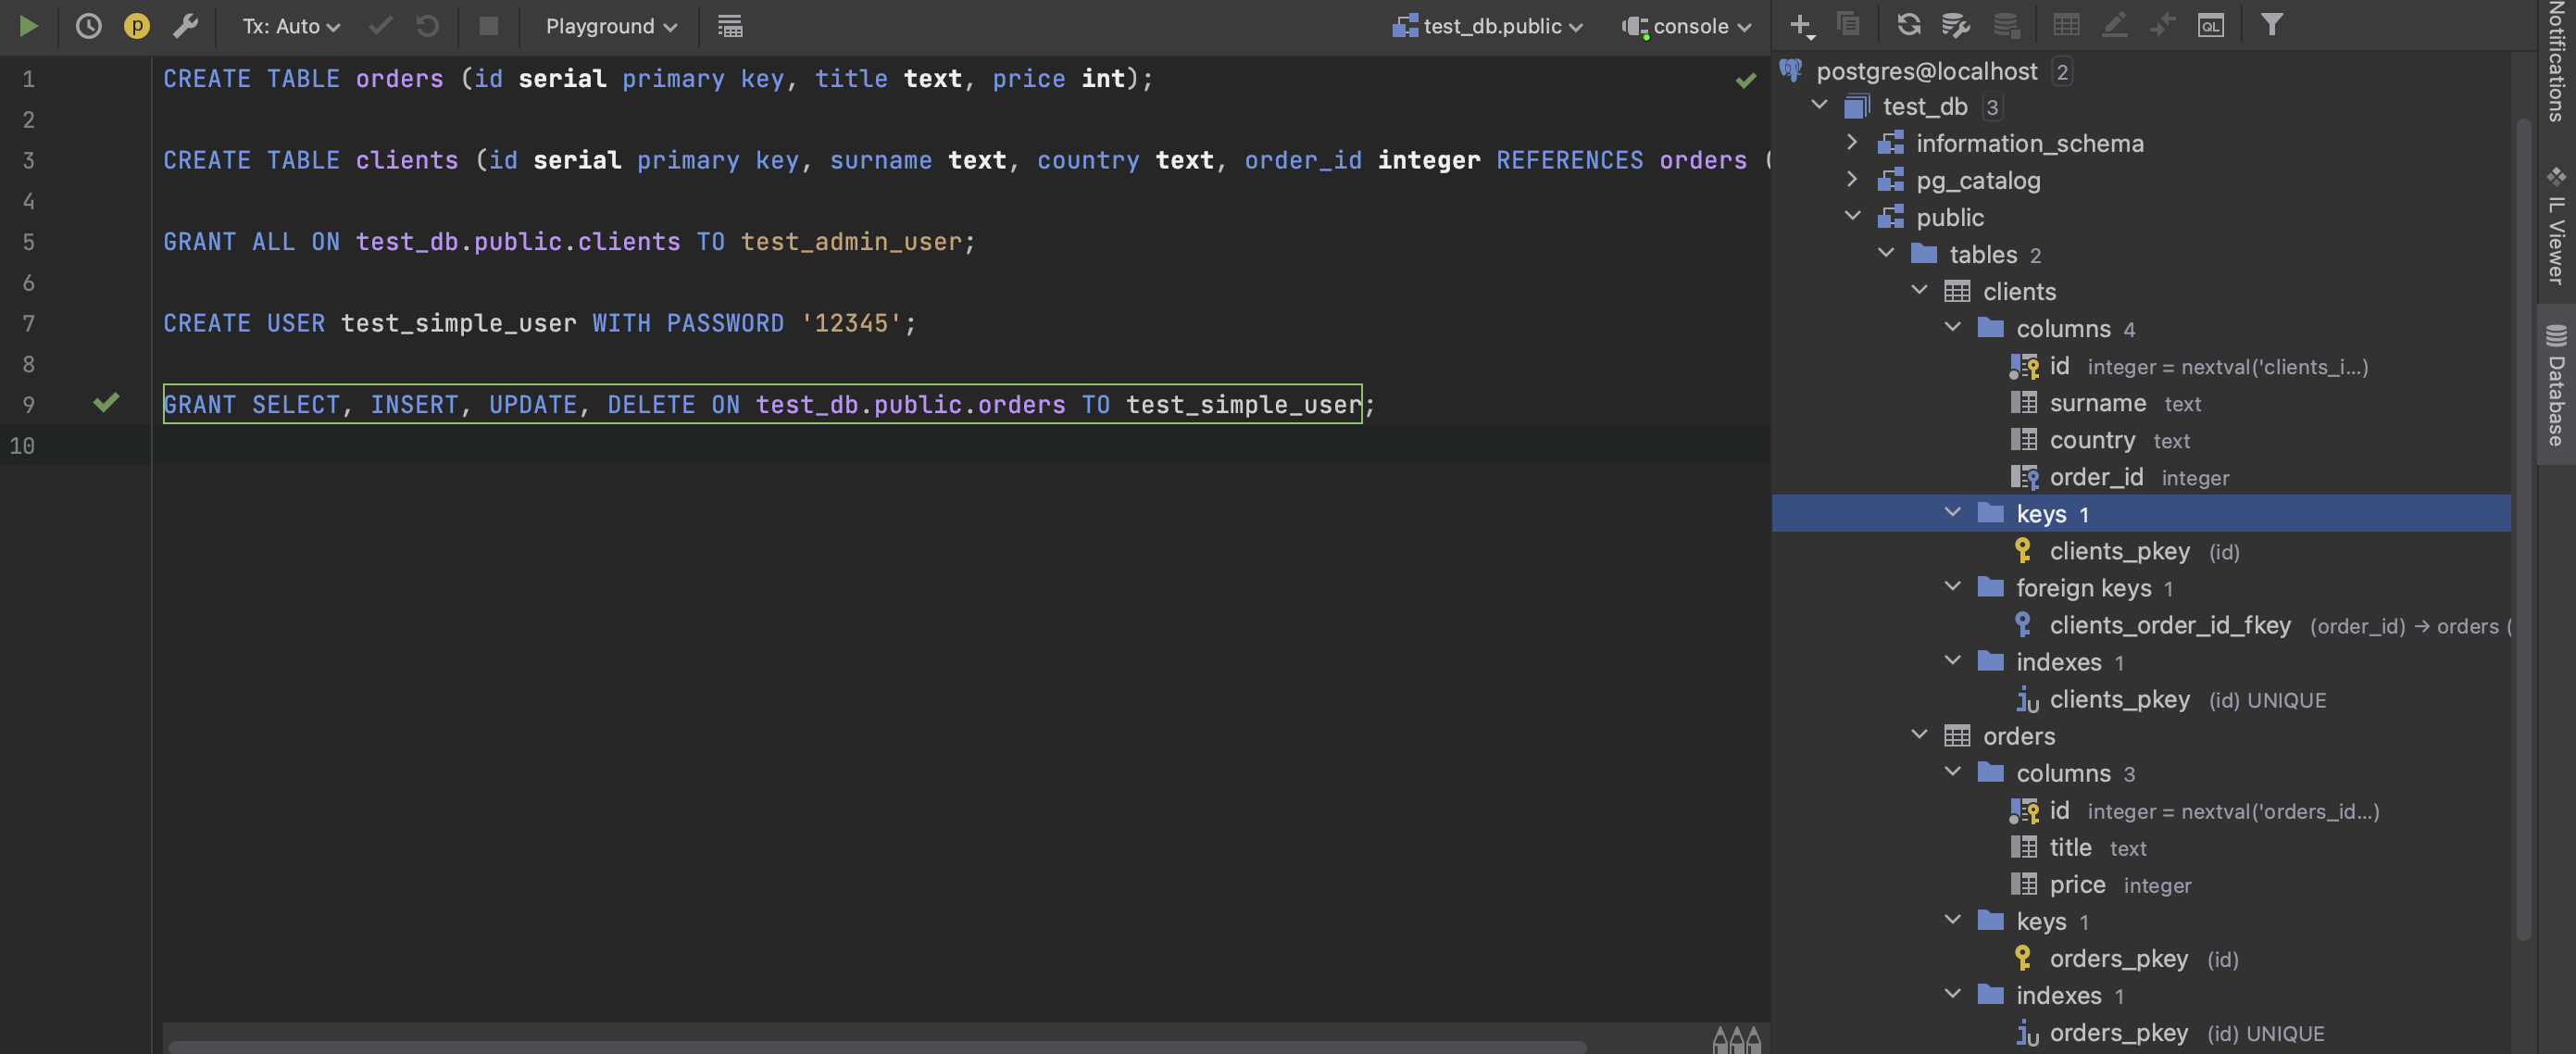 Tx: Auto
Playground
test_db.public
console
1 CREATE TABLE orders (id serial primary key, title text, price int);
2
3 CREATE TABLE clients (id serial primary key, surname text, country text, order_id integer REFERENCES orders (
4
5 GRANT ALL ON test_db.public.clients TO test_admin_user;
6
7 CREATE USER test_simple_user WITH PASSWORD '12345';
8
9 GRANT SELECT, INSERT, UPDATE, DELETE ON test_db.public.orders TO test_simple_user;
10
QL
postgres@localhost 2
test_db 3
information_schema
pg_catalog
public
tables 2
clients
columns 4
id integer = nextval('clients_i...)
surname text
country text
order_id integer
keys 1
clients_pkey (id)
foreign keys 1
clients_order_id_fkey (order_id) → orders (
indexes 1
clients_pkey (id) UNIQUE
orders
columns 3
id integer = nextval('orders_id...)
title text
price integer
keys 1
orders_pkey (id)
indexes 1
orders_pkey (id) UNIQUE
Notifications
IL Viewer
Database